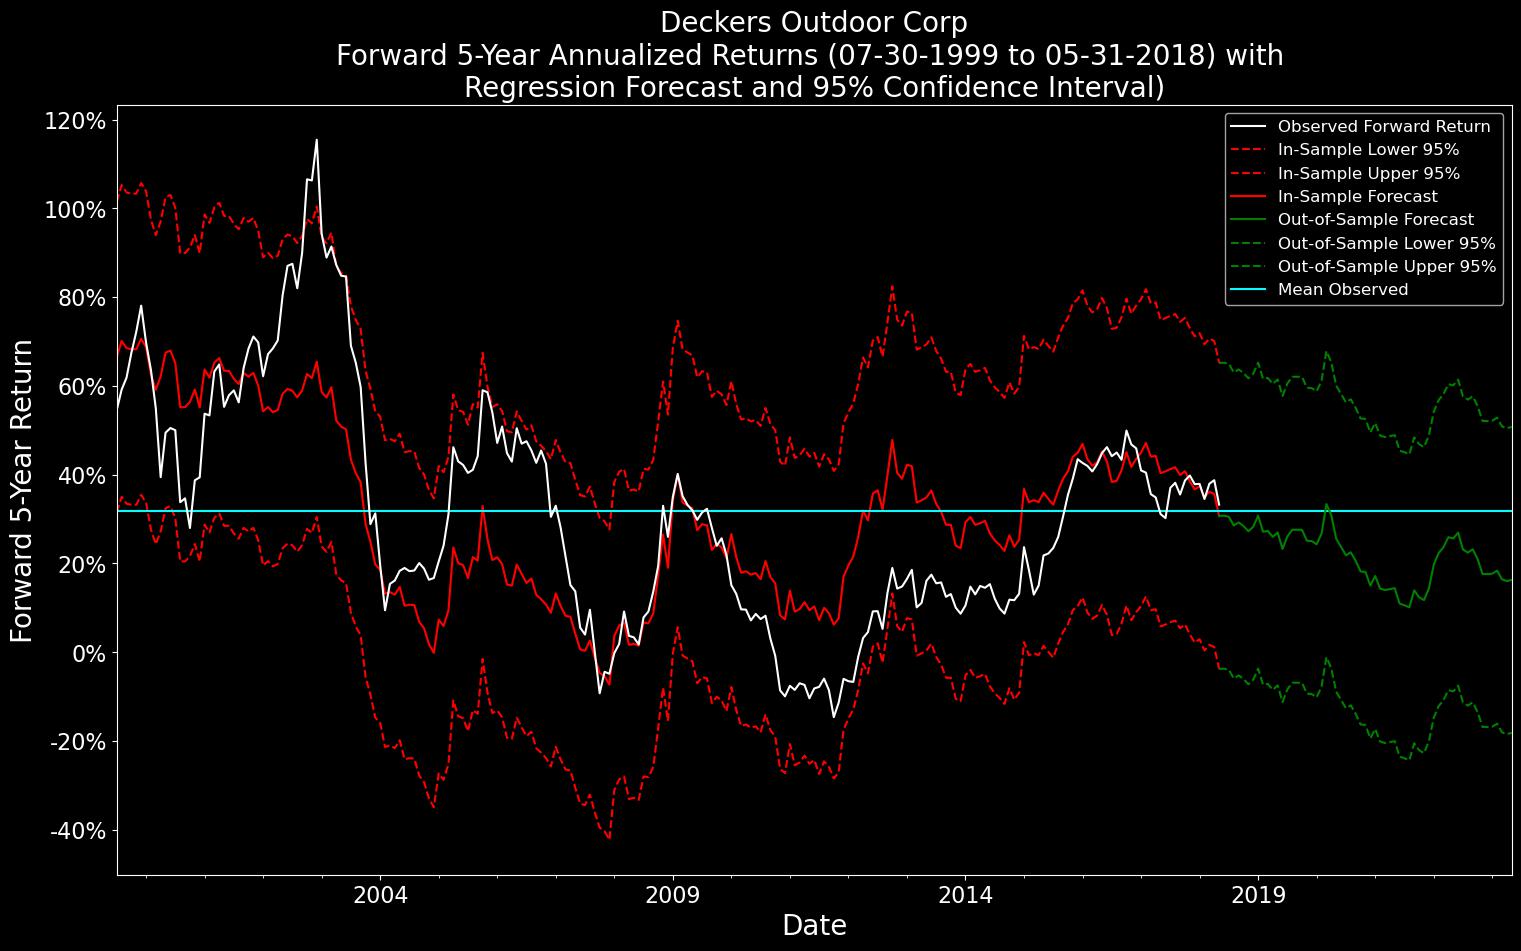 Deckers Outdoor Corp
Forward 5-Year Annualized Returns (07-30-1999 to 05-31-2018) with
Regression Forecast and 95% Confidence Interval)
Forward 5-Year Return
120%
100%
80%
60%
40%
20%
0%
-20%
-40%
Observed Forward Return
In-Sample Lower 95%
In-Sample Upper 95%
In-Sample Forecast
Out-of-Sample Forecast
Out-of-Sample Lower 95%
Out-of-Sample Upper 95%
Mean Observed
2004 2009 2014 2019
Date